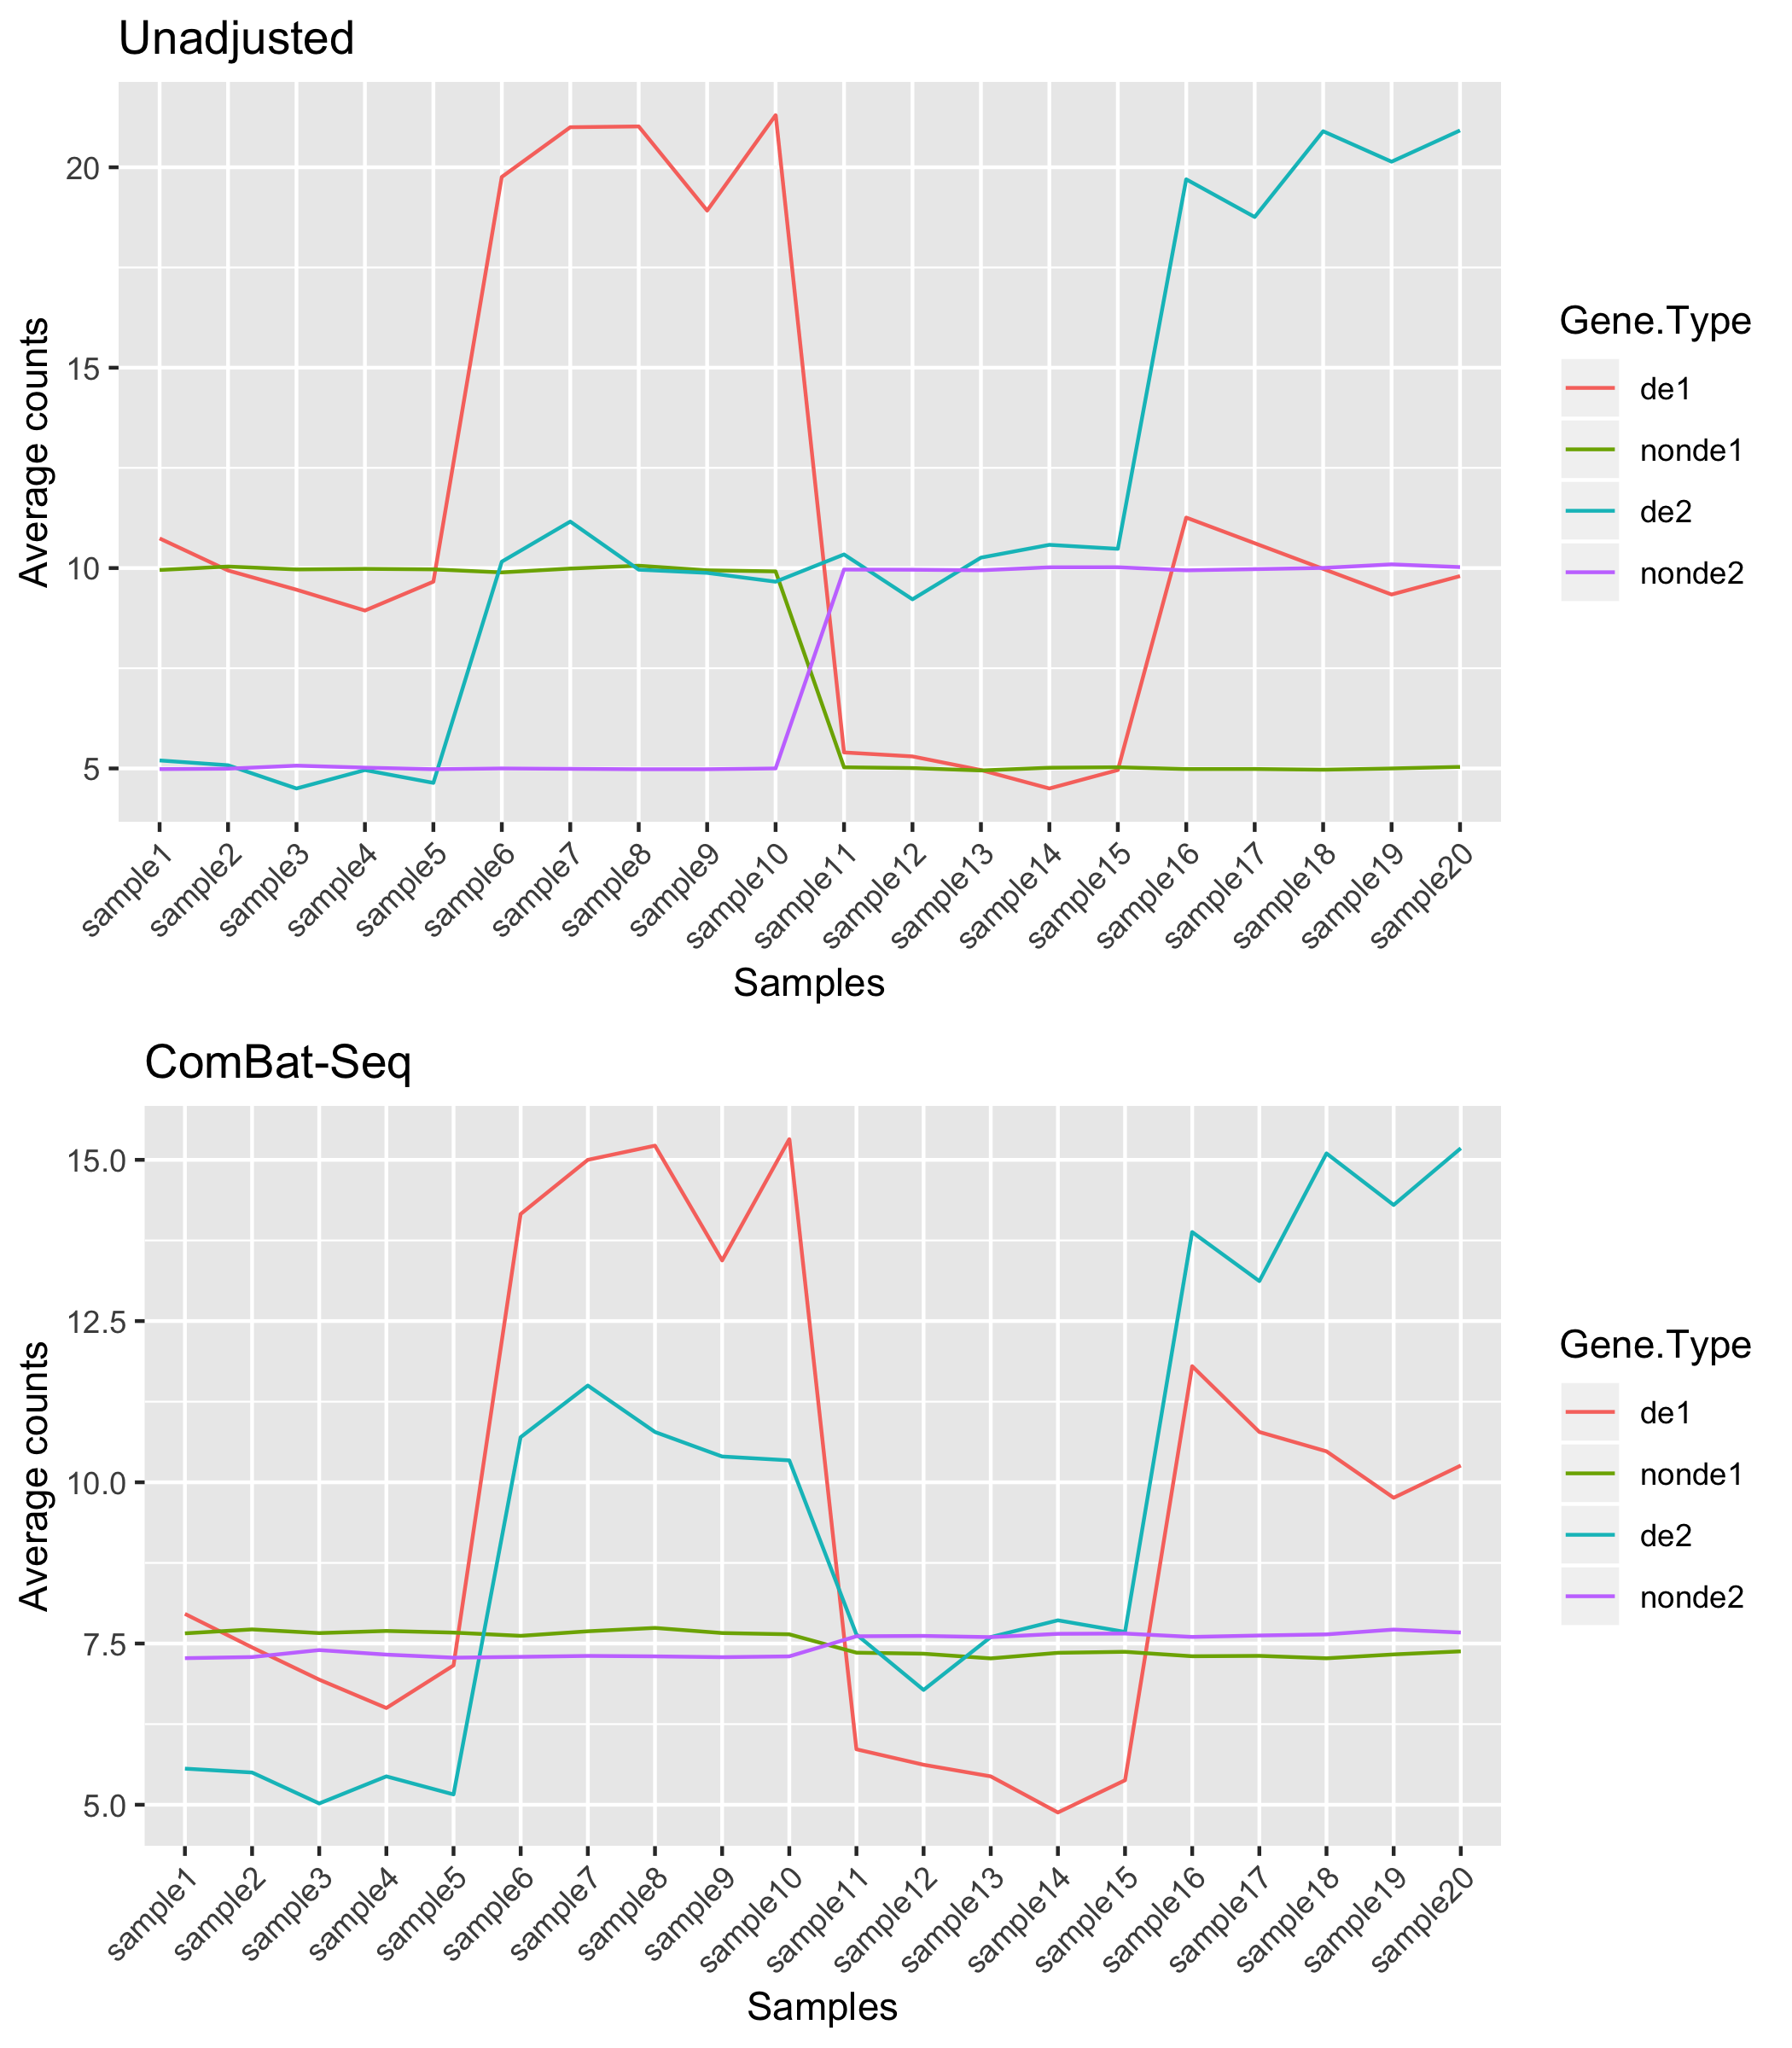 Unadjusted
20
15
10
5
Average counts
sample1
sample2
sample3
sample4
sample5
sample6
sample7
sample8
sample9
sample10
sample11
sample12
sample13
sample14
sample15
sample16
sample17
sample18
sample19
sample20
Samples
Gene.Type
de1
nonde1
de2
nonde2
ComBat-Seq
15.0
12.5
10.0
7.5
5.0
Average counts
sample1
sample2
sample3
sample4
sample5
sample6
sample7
sample8
sample9
sample10
sample11
sample12
sample13
sample14
sample15
sample16
sample17
sample18
sample19
sample20
Samples
Gene.Type
de1
nonde1
de2
nonde2